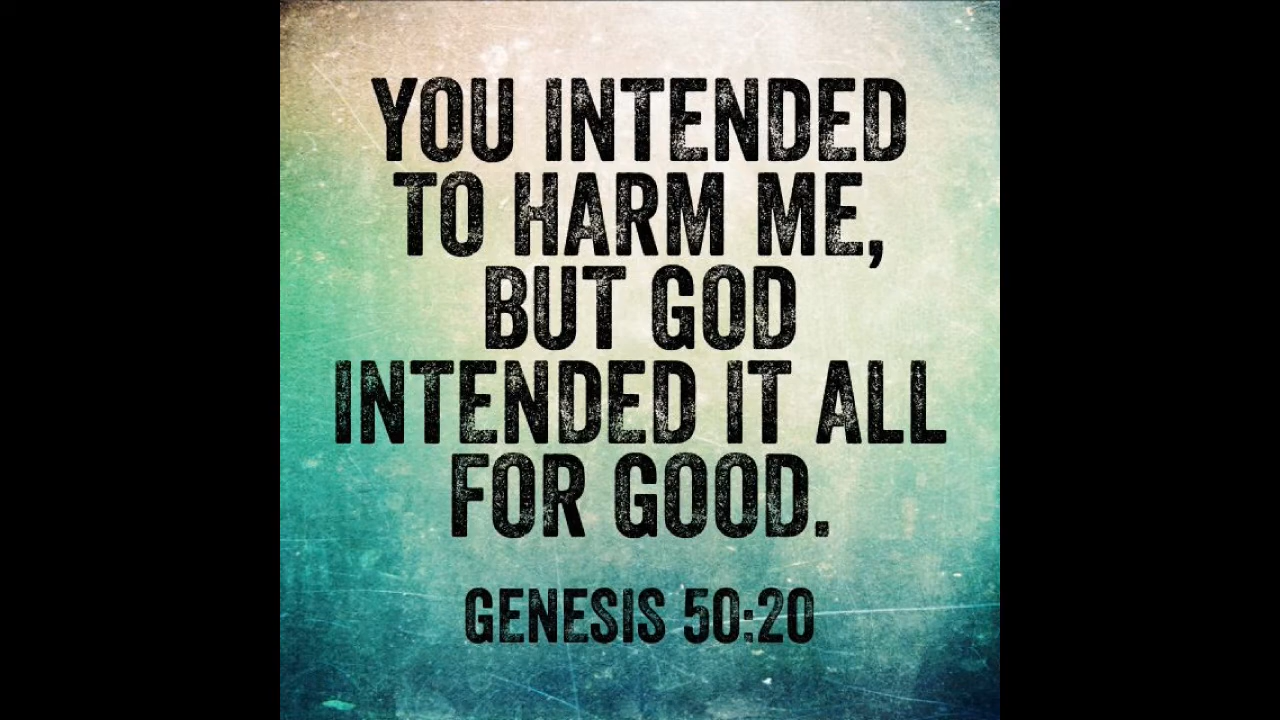 YOU INTENDED
TO HARM ME,
BUT GOD
INTENDED IT ALL
FOR GOOD.
GENESIS 50:20